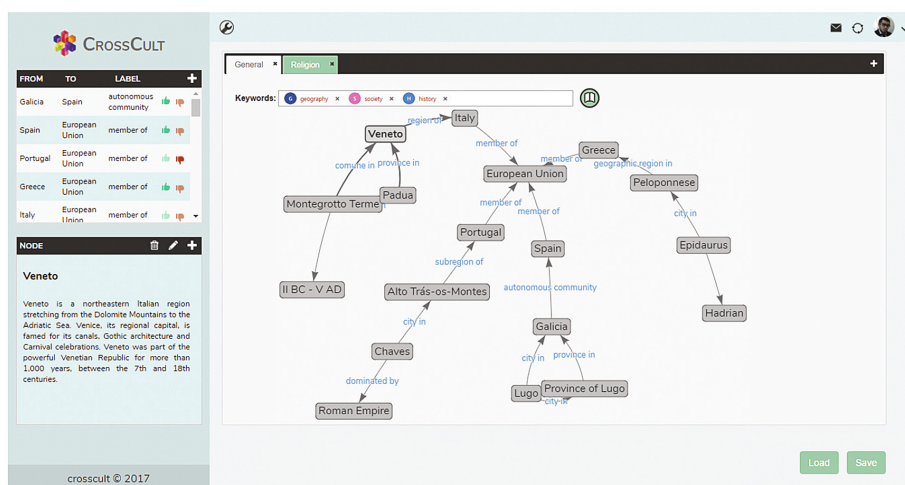 CrossCult
FROM TO LABEL
Galicia Spain autonomous community
Spain European Union member of
Portugal European Union member of
Greece European Union member of
Italy European Union member of
NODE
Veneto
Veneto is a northeastern Italian region
stretching from the Dolomite Mountains to the
Adriatic Sea. Venice, its regional capital, is
famed for its canals, Gothic architecture and
Carnival celebrations. Veneto was part of the
powerful Venetian Republic for more than
1,000 years, between the 7th and 18th
centuries.
crosscult © 2017
General × Religion ×
Keywords: G geography × S society × H history ×
region of
Italy
Veneto
member of
Greece
member of
geographic region in
comune in
province in
European Union
Peloponnese
Padua
Montegrotto Terme
member of
member of
city in
Portugal
Spain
Epidaurus
subregion of
II BC - V AD
Alto Trás-os-Montes
autonomous community
Hadrian
city in
Galicia
Chaves
city in
province in
dominated by
Lugo
Province of Lugo
city in
Roman Empire
Load
Save